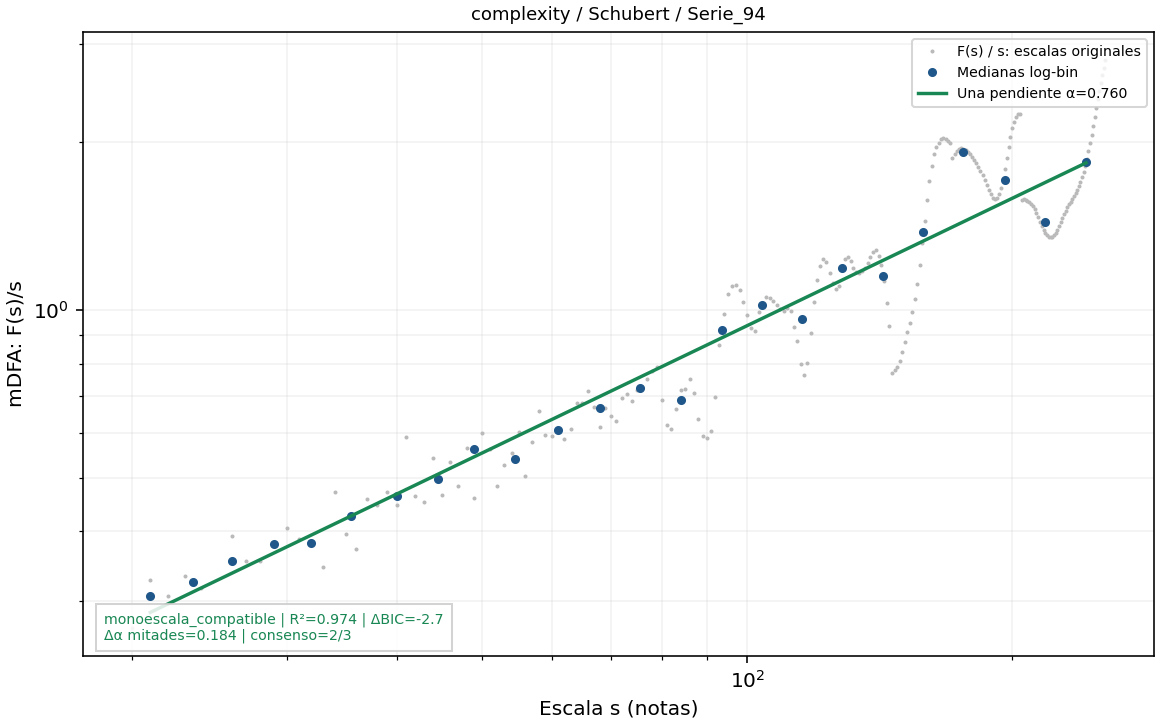 complexity / Schubert / Serie_94
F(s) / s: escalas originales
Medianas log-bin
Una pendiente α=0.760
mDFA: F(s)/s
10⁰
monoescala_compatible | R²=0.974 | ΔBIC=-2.7
Δα mitades=0.184 | consenso=2/3
10²
Escala s (notas)